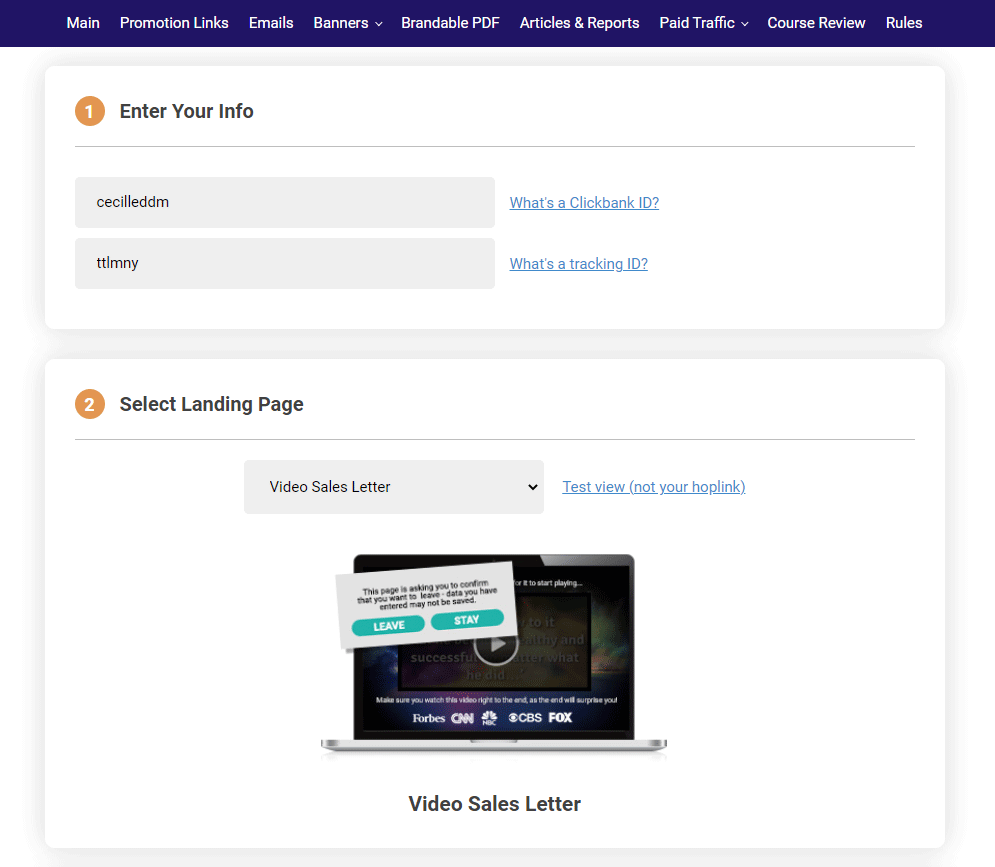 Main Promotion Links Emails Banners Brandable PDF Articles & Reports Paid Traffic Course Review Rules
1 Enter Your Info
cecilleddm What's a Clickbank ID?
ttlmny What's a tracking ID?
2 Select Landing Page
Video Sales Letter Test view (not your hoplink)
This page is asking you to confirm
that you want to leave - data you have
entered may not be saved.
LEAVE STAY
for it to start playing...
to it
healthy and
successful matter what
he did...
Make sure you watch this video right to the end, as the end will surprise you!
Forbes CNN NBC CBS FOX
Video Sales Letter